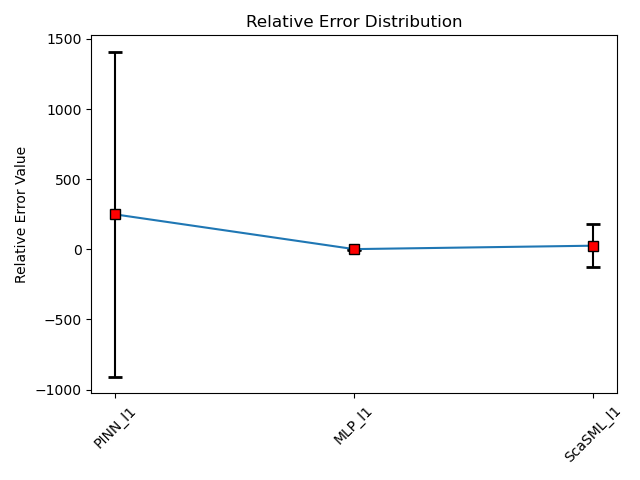 Relative Error Distribution
Relative Error Value
1500
1000
500
0
−500
−1000
PINN_l1
MLP_l1
ScaSML_l1